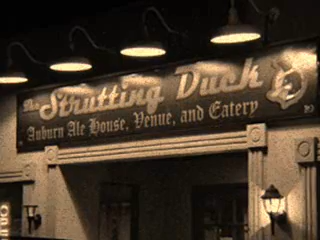 The Strutting Duck
Auburn Ale House, Venue, and Eatery